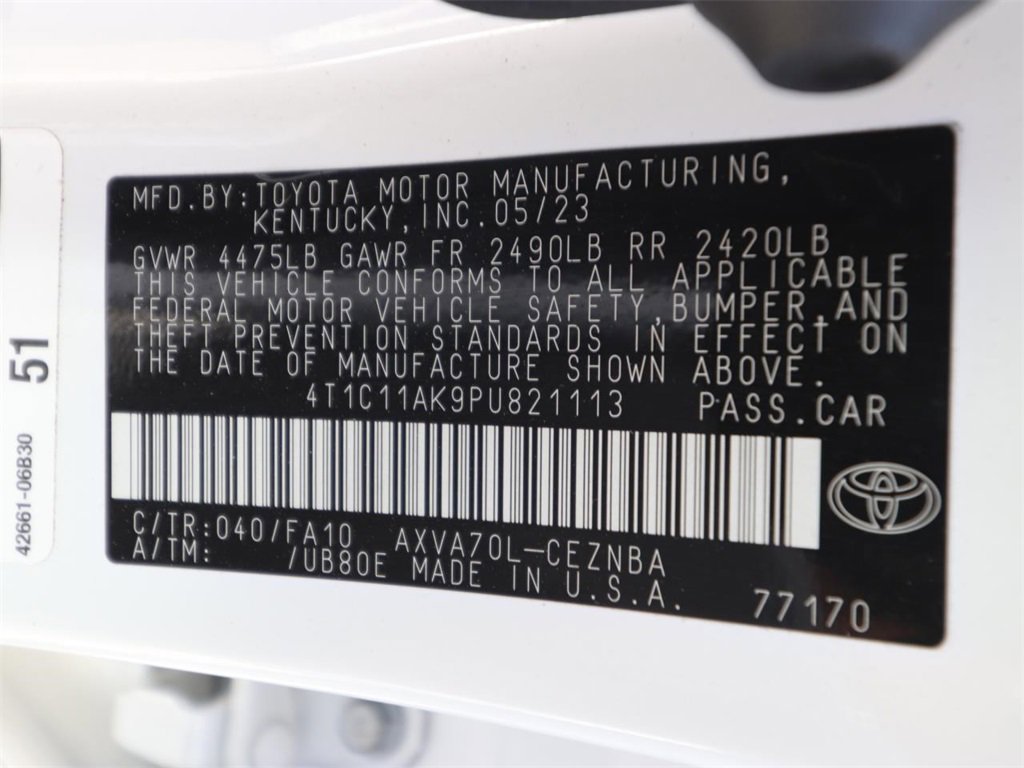 MFD.BY:TOYOTA MOTOR MANUFACTURING,
KENTUCKY,INC.05/23
GVWR 4475LB GAWR FR 2490LB RR 2420LB
THIS VEHICLE CONFORMS TO ALL APPLICABLE
FEDERAL MOTOR VEHICLE SAFETY,BUMPER,AND
THEFT PREVENTION STANDARDS IN EFFECT ON
THE DATE OF MANUFACTURE SHOWN ABOVE.
4T1C11AK9PU821113 PASS.CAR
C/TR:040/FA10 AXVA70L-CEZNBA
A/TM: /UB80E MADE IN U.S.A. 77170
51
42661-06B30